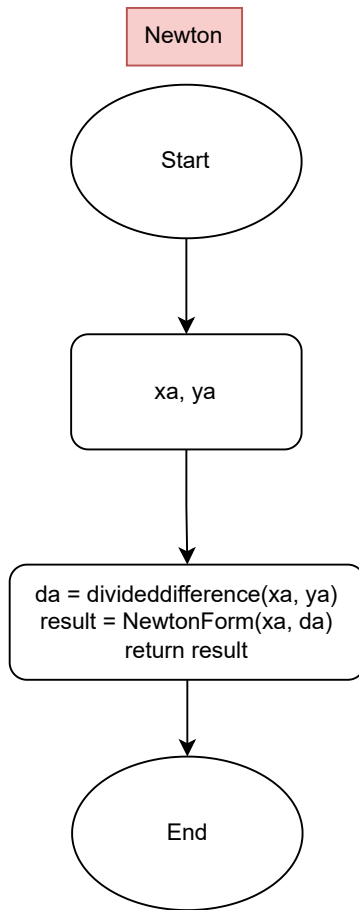 Newton
Start
xa, ya
da = divideddifference(xa, ya)
result = NewtonForm(xa, da)
return result
End